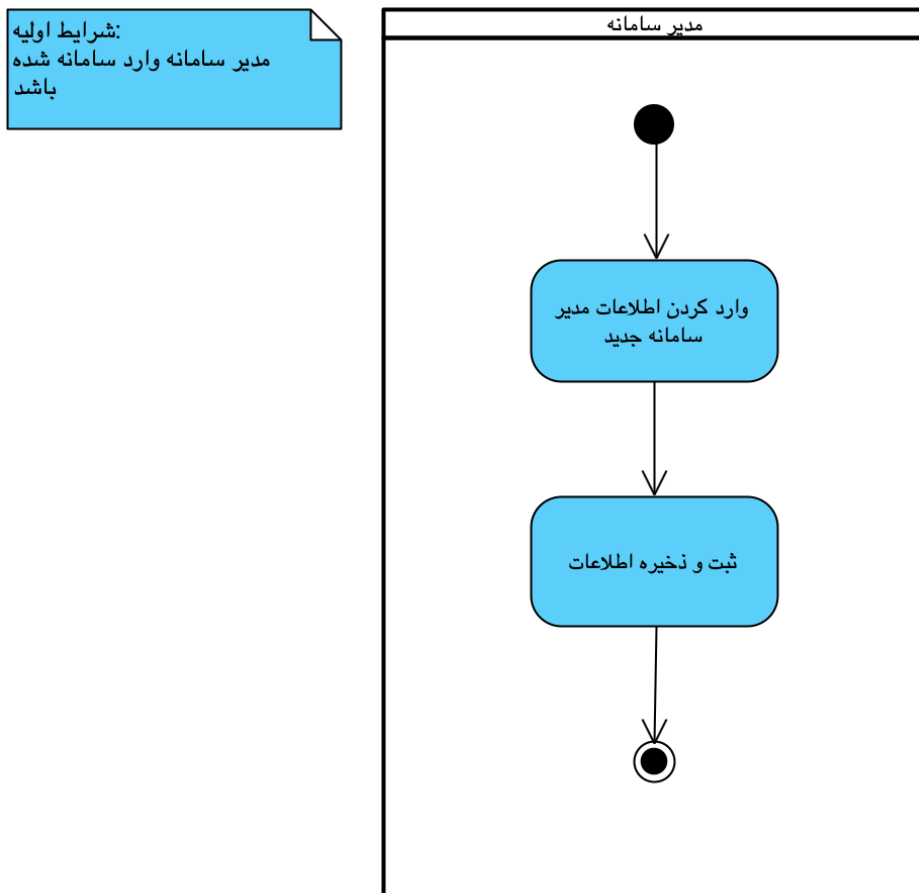 شرایط اولیه:
مدیر سامانه وارد سامانه شده
باشد
مدیر سامانه
وارد کردن اطلاعات مدیر
سامانه جدید
ثبت و ذخیره اطلاعات